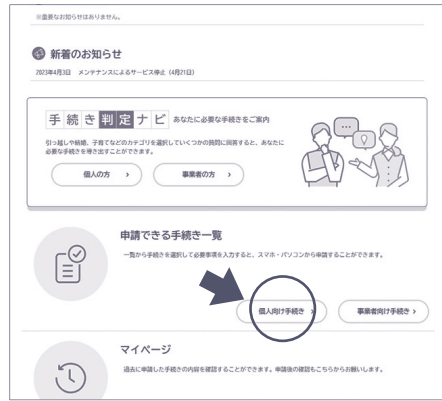 ※重要なお知らせはありません。
新着のお知らせ
2023年4月3日 メンテナンスによるサービス停止（4月21日）
手続き判定ナビ あなたに必要な手続きをご案内
引っ越しや結婚、子育てなどのカテゴリを選択していくつかの質問に回答すると、あなたに
必要な手続きを導き出すことができます。
個人の方 ›
事業者の方 ›
申請できる手続き一覧
一覧から手続きを選択して必要事項を入力すると、スマホ・パソコンから申請することができます。
個人向け手続き ›
事業者向け手続き ›
マイページ
過去に申請した手続きの内容を確認することができます。申請後の確認もこちらからお願いします。